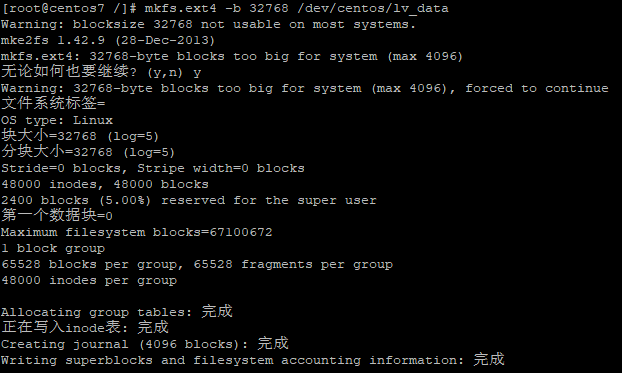 [root@centos7 /]# mkfs.ext4 -b 32768 /dev/centos/lv_data
Warning: blocksize 32768 not usable on most systems.
mke2fs 1.42.9 (28-Dec-2013)
mkfs.ext4: 32768-byte blocks too big for system (max 4096)
无论如何也要继续? (y,n) y
Warning: 32768-byte blocks too big for system (max 4096), forced to continue
文件系统标签=
OS type: Linux
块大小=32768 (log=5)
分块大小=32768 (log=5)
Stride=0 blocks, Stripe width=0 blocks
48000 inodes, 48000 blocks
2400 blocks (5.00%) reserved for the super user
第一个数据块=0
Maximum filesystem blocks=67100672
1 block group
65528 blocks per group, 65528 fragments per group
48000 inodes per group
Allocating group tables: 完成
正在写入inode表: 完成
Creating journal (4096 blocks): 完成
Writing superblocks and filesystem accounting information: 完成